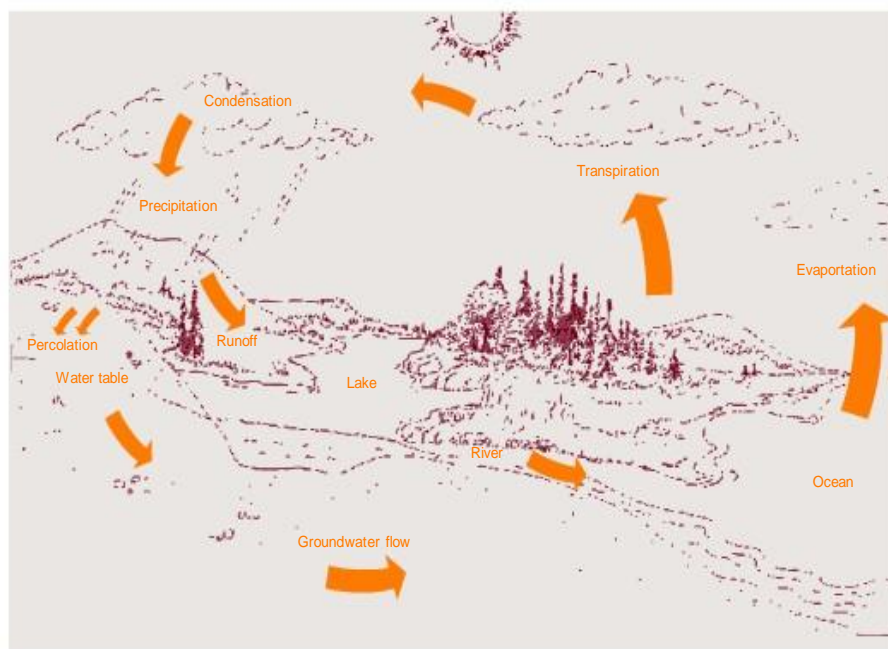 Condensation
Transpiration
Precipitation
Evaportation
Percolation
Runoff
Water table
Lake
River
Ocean
Groundwater flow